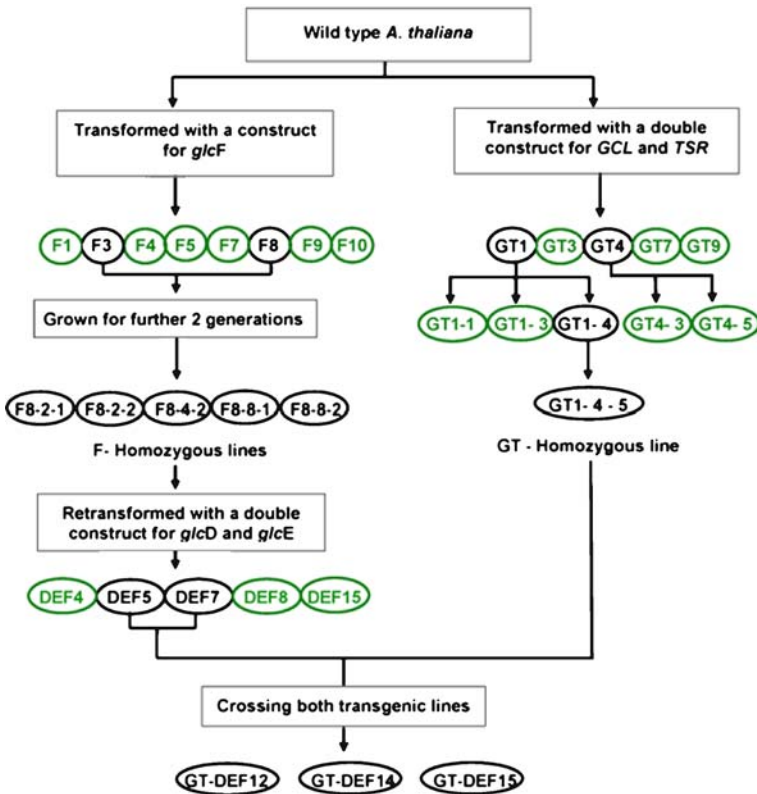 Wild type A. thaliana
Transformed with a construct
for glcF
Transformed with a double
construct for GCL and TSR
F1 F3 F4 F5 F7 F8 F9 F10
GT1 GT3 GT4 GT7 GT9
Grown for further 2 generations
GT1-1 GT1- 3 GT1- 4 GT4- 3 GT4- 5
F8-2-1 F8-2-2 F8-4-2 F8-8-1 F8-8-2
GT1- 4 - 5
F- Homozygous lines
GT - Homozygous line
Retransformed with a double
construct for glcD and glcE
DEF4 DEF5 DEF7 DEF8 DEF15
Crossing both transgenic lines
GT-DEF12 GT-DEF14 GT-DEF15